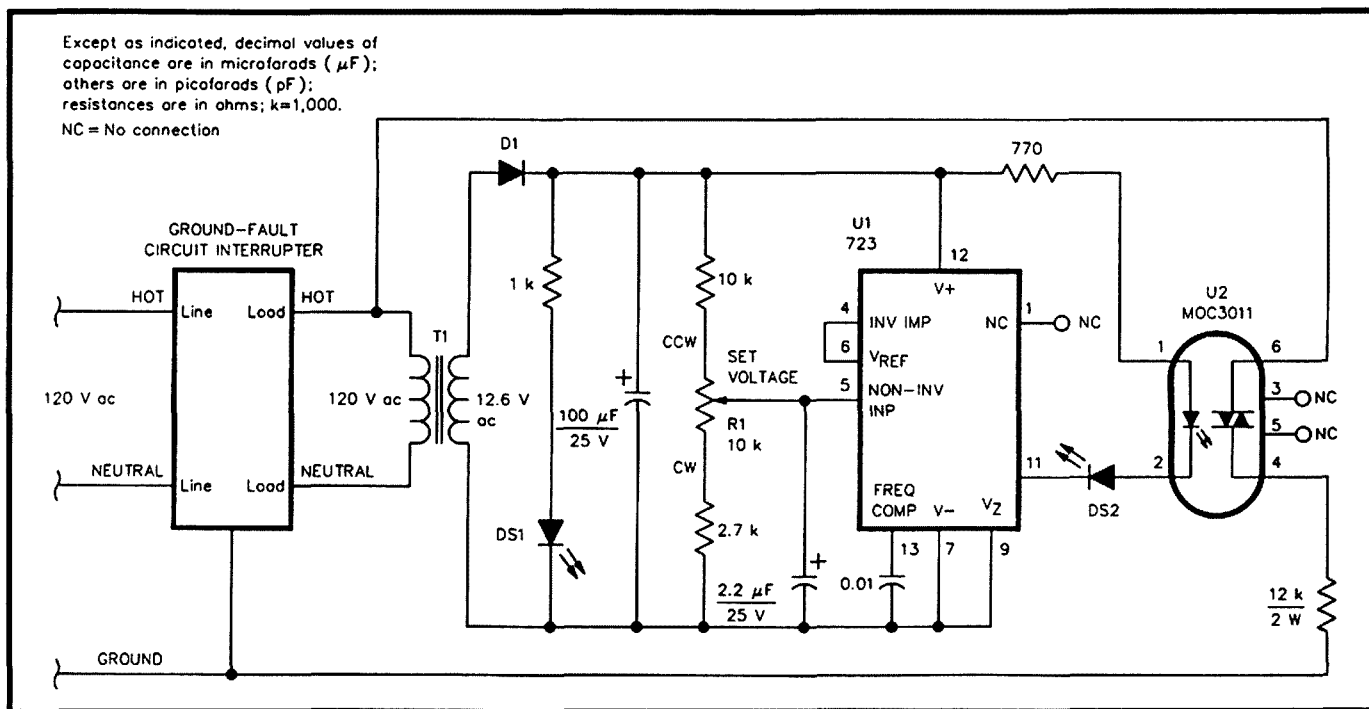 Except as indicated, decimal values of
capacitance are in microfarads ( µF);
others are in picofarads ( pF);
resistances are in ohms; k=1,000.
NC = No connection
D1
770
GROUND-FAULT
CIRCUIT INTERRUPTER
U1
723
12
V+
1 k
10 k
HOT
Line
Load
HOT
T1
4
INV IMP
NC
1
NC
U2
MOC3011
CCW
6
VREF
SET
VOLTAGE
5
NON-INV
INP
1
6
3
NC
5
NC
120 V ac
120 V ac
12.6 V
ac
100 µF
25 V
R1
10 k
CW
NEUTRAL
Line
Load
NEUTRAL
11
2
4
DS2
FREQ
COMP
V-
VZ
DS1
2.7 k
13
7
9
2.2 µF
25 V
0.01
12 k
2 W
GROUND